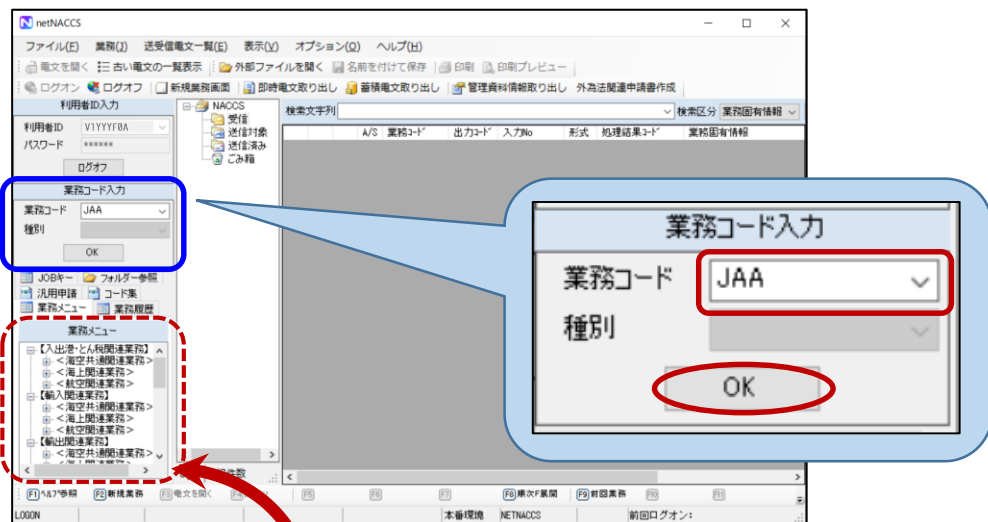 netNACCS
ファイル(F) 業務(J) 送受信電文一覧(E) 表示(V) オプション(O) ヘルプ(H)
電文を開く 古い電文の一覧表示 外部ファイルを開く 名前を付けて保存 印刷 印刷プレビュー
ログオン ログオフ 新規業務画面 即時電文取り出し 蓄積電文取り出し 管理資料情報取り出し 外為法関連申請書作成
利用者ID入力
利用者ID V1YYYF0A
パスワード ******
ログオフ
業務コード入力
業務コード JAA
種別
OK
JOBキー フォルダー参照
汎用申請 コード集
業務メニュー 業務履歴
業務メニュー
【入出港・とん税関連業務】
<海空共通関連業務>
<海上関連業務>
<航空関連業務>
【輸入関連業務】
<海空共通関連業務>
<海上関連業務>
<航空関連業務>
【輸出関連業務】
<海空共通関連業務>
NACCS
受信
送信対象
送信済み
ごみ箱
検索文字列 検索区分 業務固有情報
A/S 業務コード 出力コード 入力No 形式 処理結果コード 業務固有情報
業務コード入力
業務コード JAA
種別
OK
件数
F1 ヘルプ参照 F2 新規業務 F3 電文を開く F4 F5 F6 F7 F8 順次F展開 F9 前回業務 F10 F11
LOGON 本番環境 NETNACCS 前回ログオン: